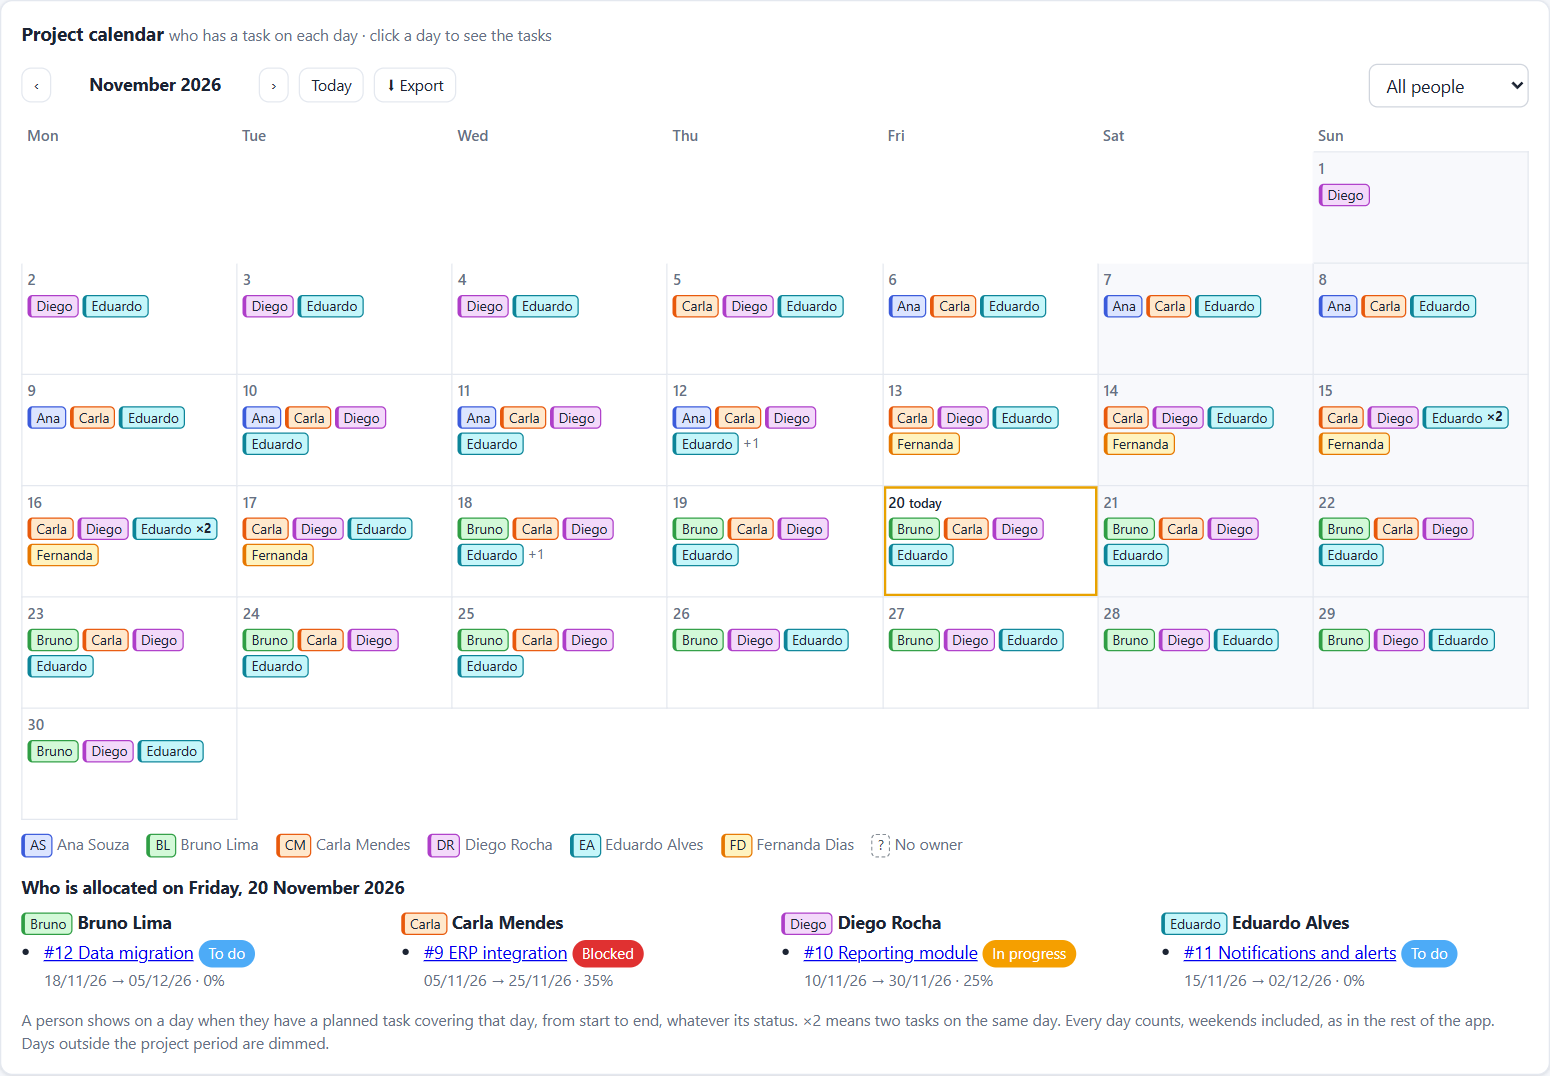 Project calendar who has a task on each day · click a day to see the tasks
‹ November 2026 › Today ⬇ Export All people
Mon Tue Wed Thu Fri Sat Sun
1
Diego
2 3 4 5 6 7 8
Diego Eduardo Diego Eduardo Diego Eduardo Carla Diego Eduardo Ana Carla Eduardo Ana Carla Eduardo Ana Carla Eduardo
9 10 11 12 13 14 15
Ana Carla Eduardo Ana Carla Diego Ana Carla Diego Ana Carla Diego Carla Diego Eduardo Carla Diego Eduardo Carla Diego Eduardo ×2
Eduardo Eduardo Eduardo +1 Fernanda Fernanda Fernanda
16 17 18 19 20 today 21 22
Carla Diego Eduardo ×2 Carla Diego Eduardo Bruno Carla Diego Bruno Carla Diego Bruno Carla Diego Bruno Carla Diego Bruno Carla Diego
Fernanda Fernanda Eduardo +1 Eduardo Eduardo Eduardo Eduardo
23 24 25 26 27 28 29
Bruno Carla Diego Bruno Carla Diego Bruno Carla Diego Bruno Diego Eduardo Bruno Diego Eduardo Bruno Diego Eduardo Bruno Diego Eduardo
Eduardo Eduardo Eduardo
30
Bruno Diego Eduardo
AS Ana Souza BL Bruno Lima CM Carla Mendes DR Diego Rocha EA Eduardo Alves FD Fernanda Dias ? No owner
Who is allocated on Friday, 20 November 2026
Bruno Bruno Lima Carla Carla Mendes Diego Diego Rocha Eduardo Eduardo Alves
• #12 Data migration To do • #9 ERP integration Blocked • #10 Reporting module In progress • #11 Notifications and alerts To do
18/11/26 → 05/12/26 · 0% 05/11/26 → 25/11/26 · 35% 10/11/26 → 30/11/26 · 25% 15/11/26 → 02/12/26 · 0%
A person shows on a day when they have a planned task covering that day, from start to end, whatever its status. ×2 means two tasks on the same day. Every day counts, weekends included, as in the rest of the app.
Days outside the project period are dimmed.